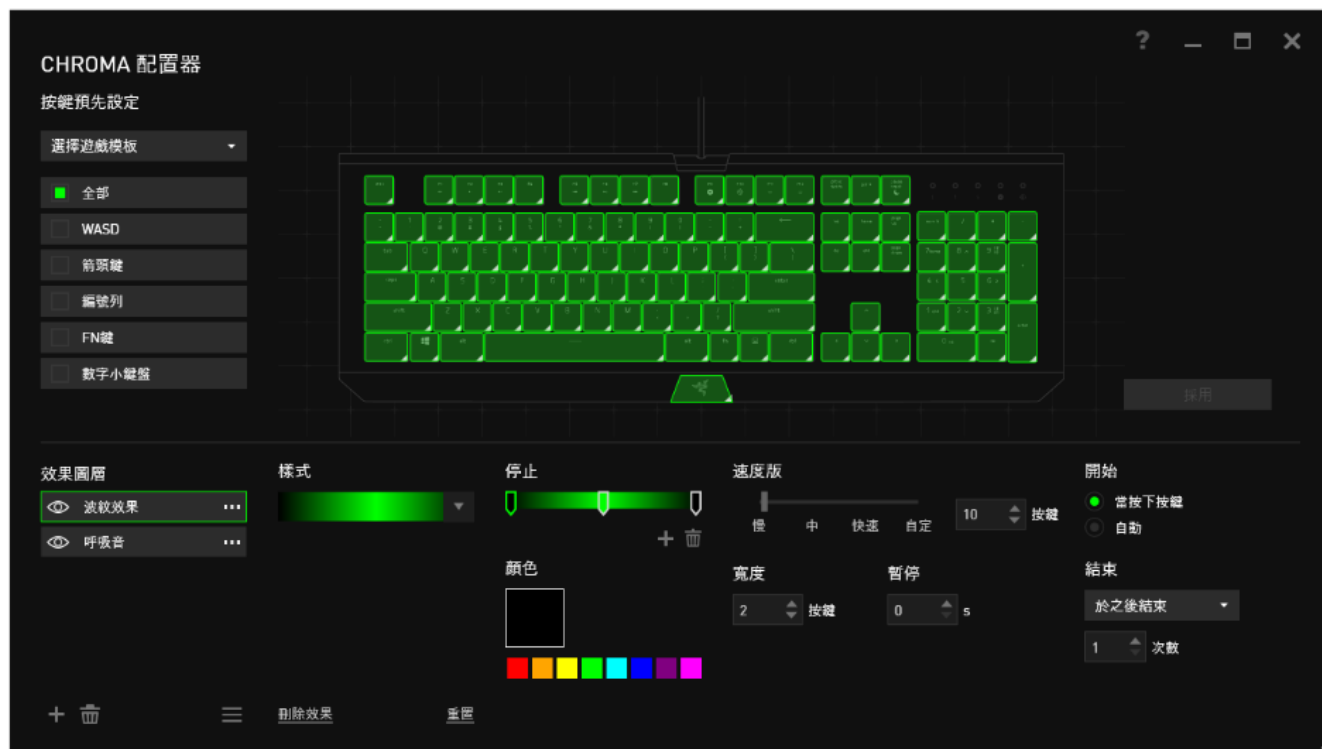 CHROMA 配置器
按鍵預先設定
選擇遊戲模板
全部
WASD
箭頭鍵
編號列
FN鍵
數字小鍵盤
採用
效果圖層
波紋效果
呼吸音
樣式
停止
顏色
速度版
慢 中 快速 自定
10 按鍵
寬度
2 按鍵
暫停
0 s
開始
當按下按鍵
自動
結束
於之後結束
1 次數
刪除效果
重置